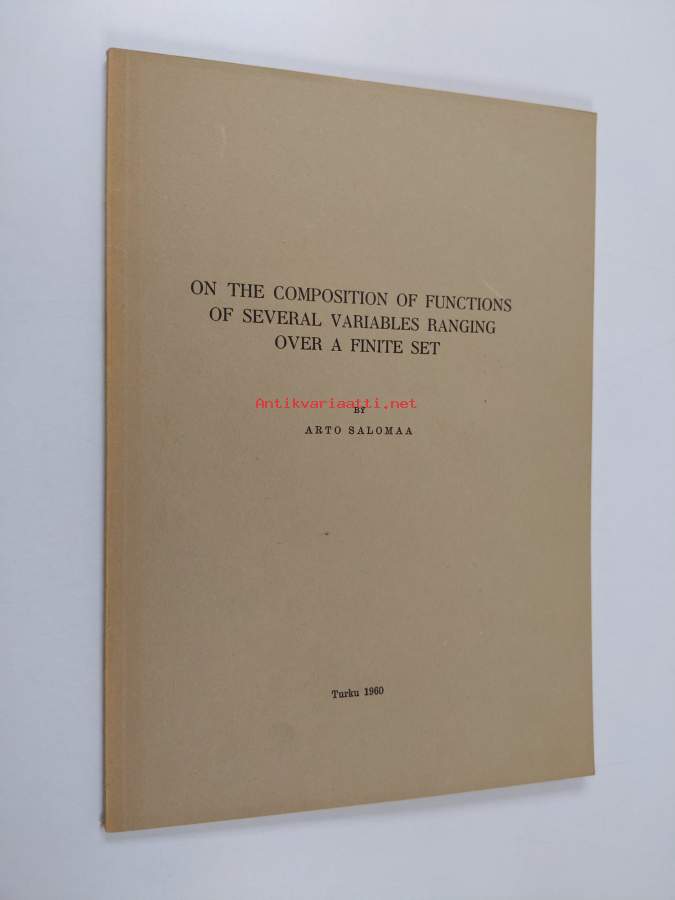 ON THE COMPOSITION OF FUNCTIONS
OF SEVERAL VARIABLES RANGING
OVER A FINITE SET
Antikvariaatti.net
BY
ARTO SALOMAA
Turku 1960